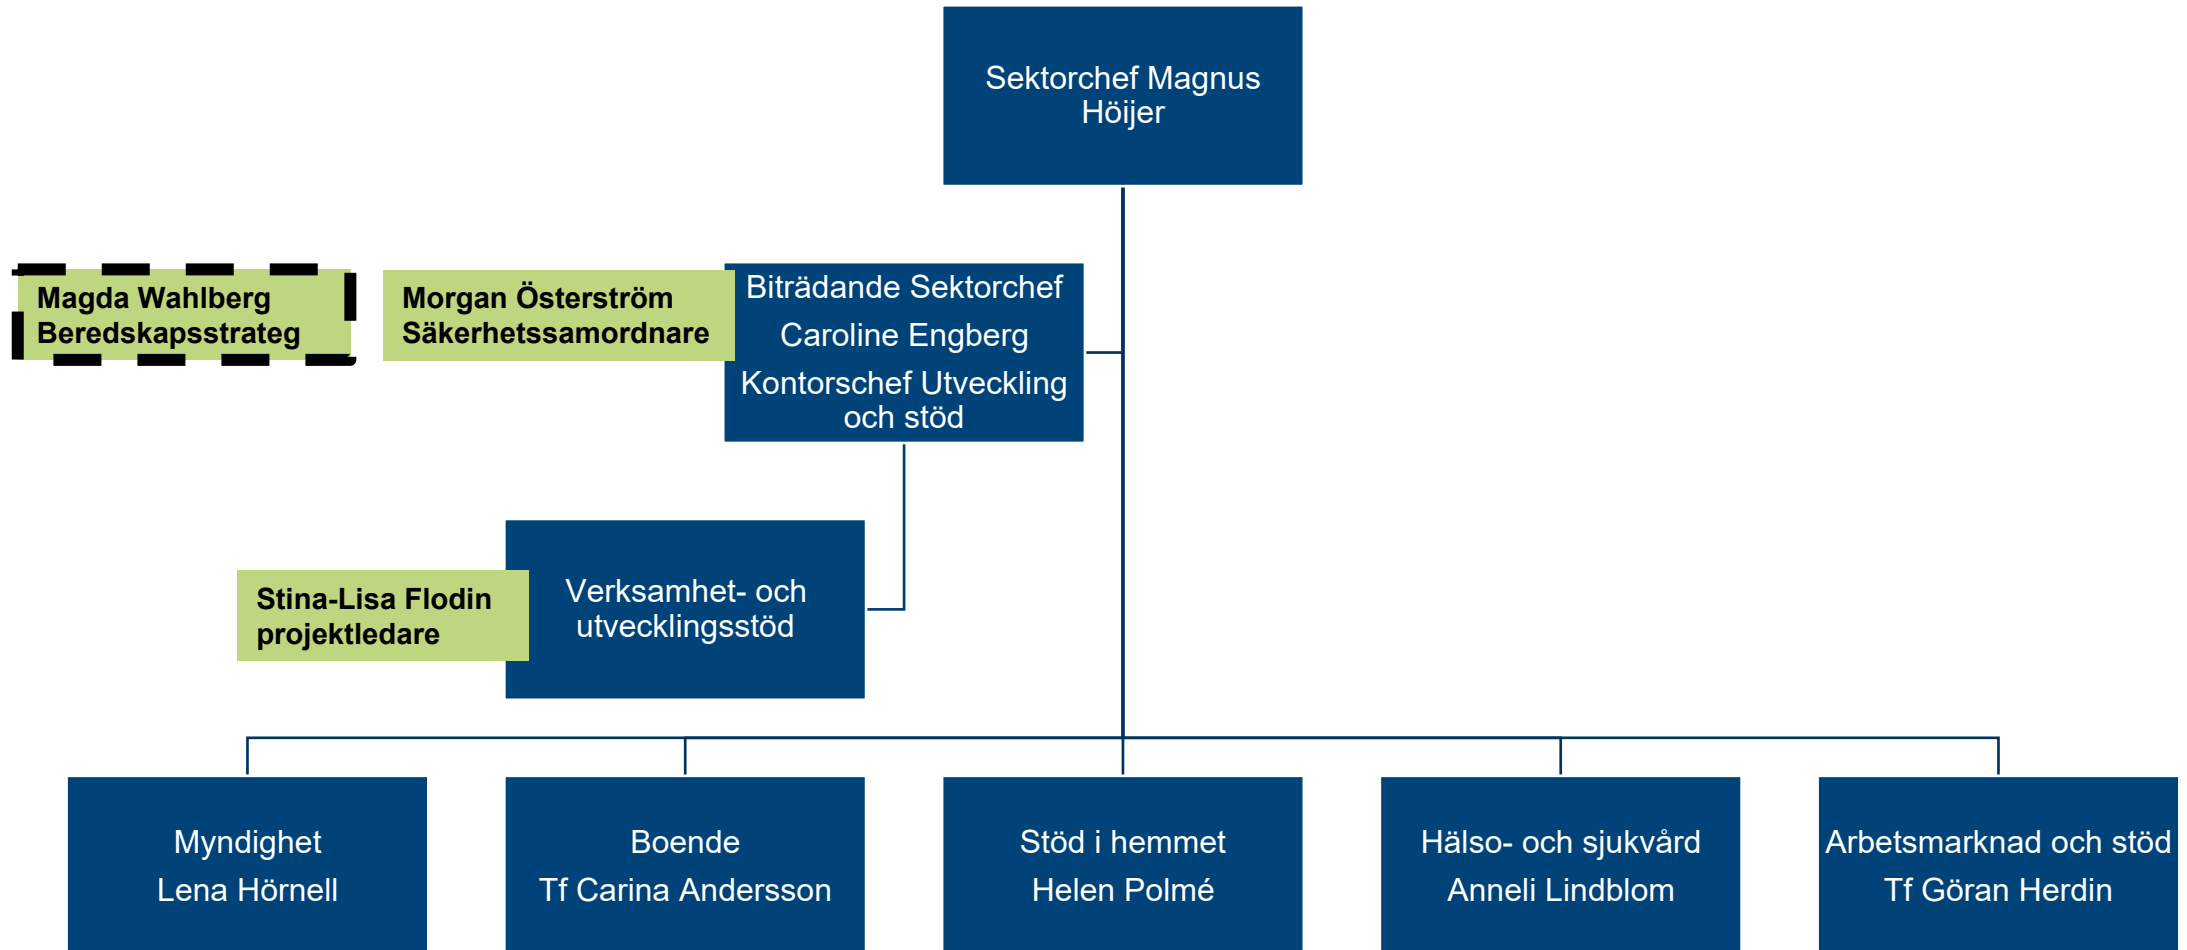 Sektorchef Magnus
Höijer
Magda Wahlberg
Beredskapsstrateg
Morgan Österström
Säkerhetssamordnare
Biträdande Sektorchef
Caroline Engberg
Kontorschef Utveckling
och stöd
Stina-Lisa Flodin
projektledare
Verksamhet- och
utvecklingsstöd
Myndighet
Lena Hörnell
Boende
Tf Carina Andersson
Stöd i hemmet
Helen Polmé
Hälso- och sjukvård
Anneli Lindblom
Arbetsmarknad och stöd
Tf Göran Herdin